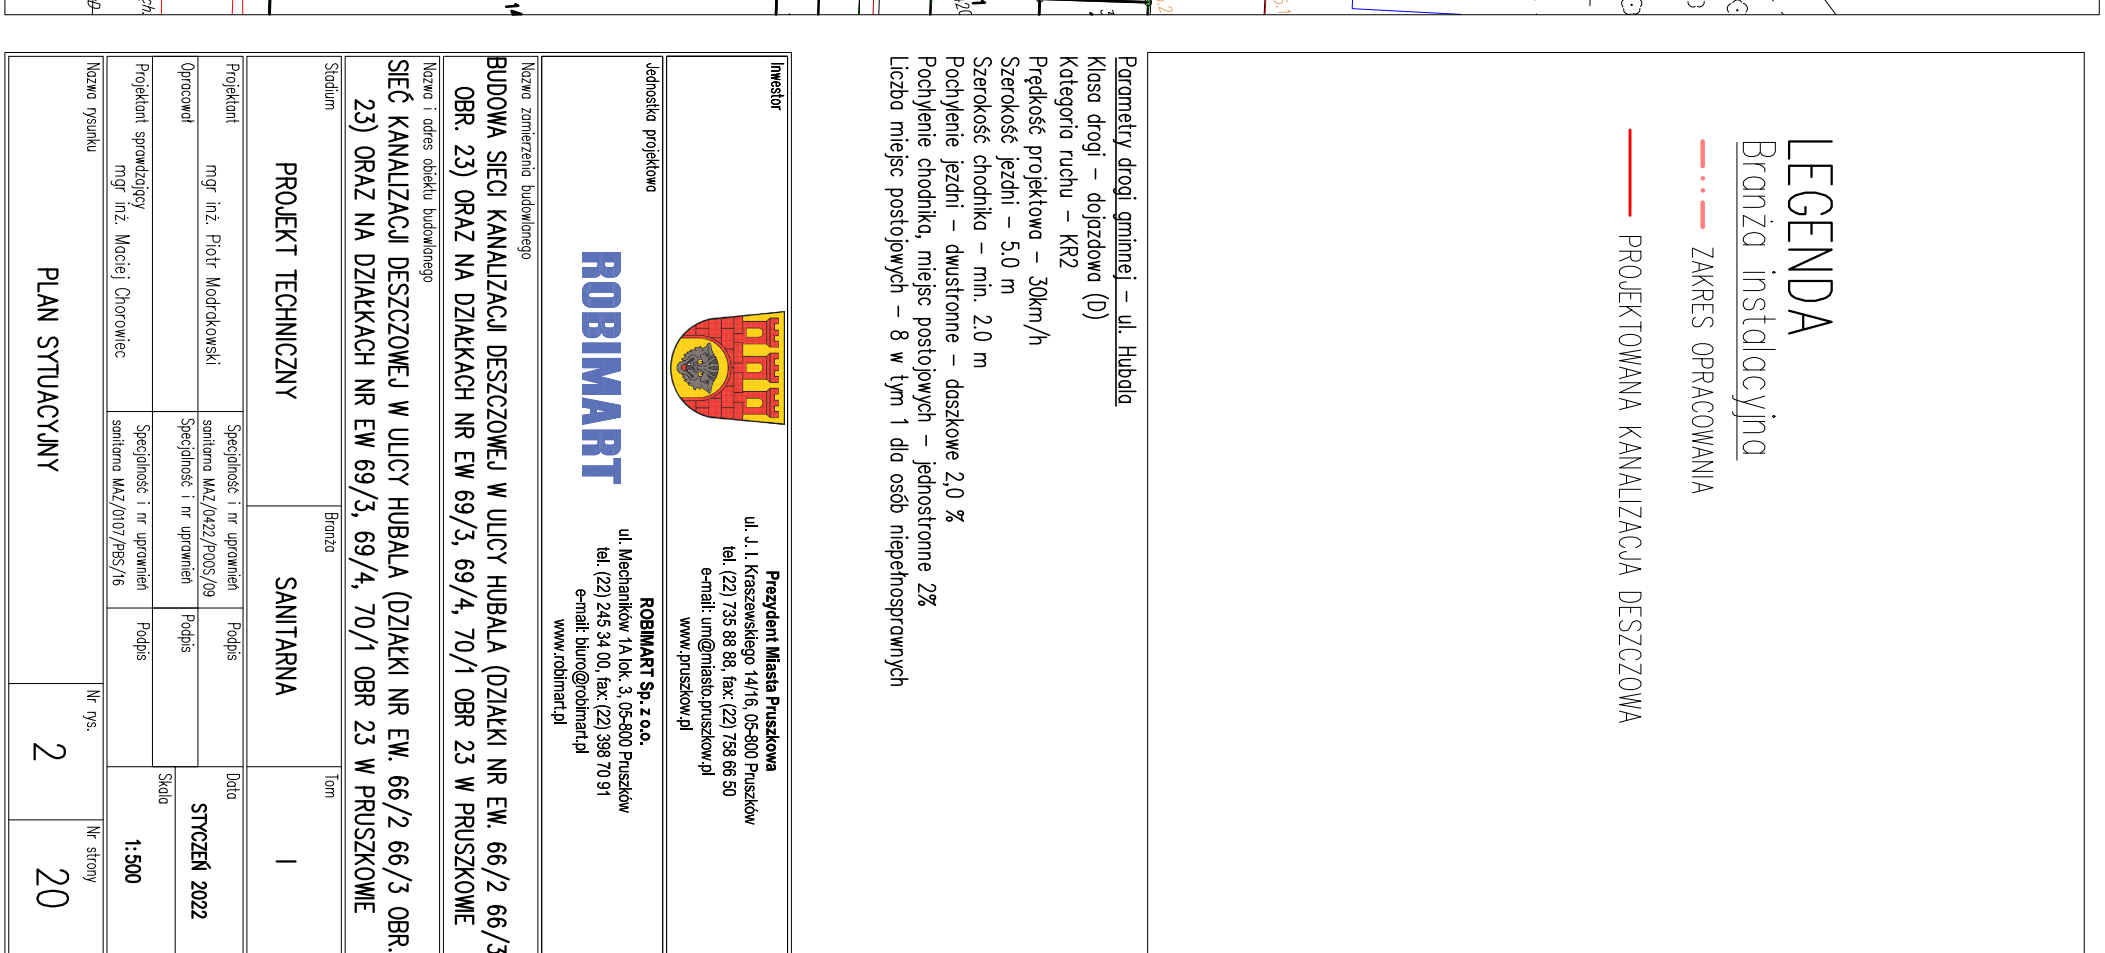 LEGENDA
Branża instalacyjna
ZAKRES OPRACOWANIA
PROJEKTOWANA KANALIZACJA DESZCZOWA
Parametry drogi gminnej – ul. Hubala
Klasa drogi – dojazdowa (D)
Kategoria ruchu – KR2
Prędkość projektowa – 30km/h
Szerokość jezdni – 5.0 m
Szerokość chodnika – min. 2.0 m
Pochylenie jezdni – dwustronne – daszkowe 2,0 %
Pochylenie chodnika, miejsc postojowych – jednostronne 2%
Liczba miejsc postojowych – 8 w tym 1 dla osób niepełnosprawnych
Inwestor
Prezydent Miasta Pruszkowa
ul. J. I. Kraszewskiego 14/16, 05-800 Pruszków
tel. (22) 735 88 88, fax: (22) 758 66 50
e-mail: um@miasto.pruszkow.pl
www.pruszkow.pl
Jednostka projektowa
ROBIMART
ROBIMART Sp. z o.o.
ul. Mechaników 1A lok. 3, 05-800 Pruszków
tel. (22) 245 34 00, fax: (22) 398 70 91
e-mail: biuro@robimart.pl
www.robimart.pl
Nazwa zamierzenia budowlanego
BUDOWA SIECI KANALIZACJI DESZCZOWEJ W ULICY HUBALA (DZIAŁKI NR EW. 66/2 66/3
OBR. 23) ORAZ NA DZIAŁKACH NR EW 69/3, 69/4, 70/1 OBR 23 W PRUSZKOWIE
Nazwa i adres obiektu budowlanego
SIEĆ KANALIZACJI DESZCZOWEJ W ULICY HUBALA (DZIAŁKI NR EW. 66/2 66/3 OBR.
23) ORAZ NA DZIAŁKACH NR EW 69/3, 69/4, 70/1 OBR 23 W PRUSZKOWIE
Stadium
PROJEKT TECHNICZNY
Branża
SANITARNA
Tom
I
Projektant
mgr inż. Piotr Modrakowski
Specjalność i nr uprawnień
sanitarna MAZ/0422/POOS/09
Podpis
Data
STYCZEŃ 2022
Opracował
Specjalność i nr uprawnień
Podpis
Skala
1:500
Projektant sprawdzający
mgr inż. Maciej Chorowiec
Specjalność i nr uprawnień
sanitarna MAZ/0107/PBS/16
Podpis
Nazwa rysunku
PLAN SYTUACYJNY
Nr rys.
2
Nr strony
20